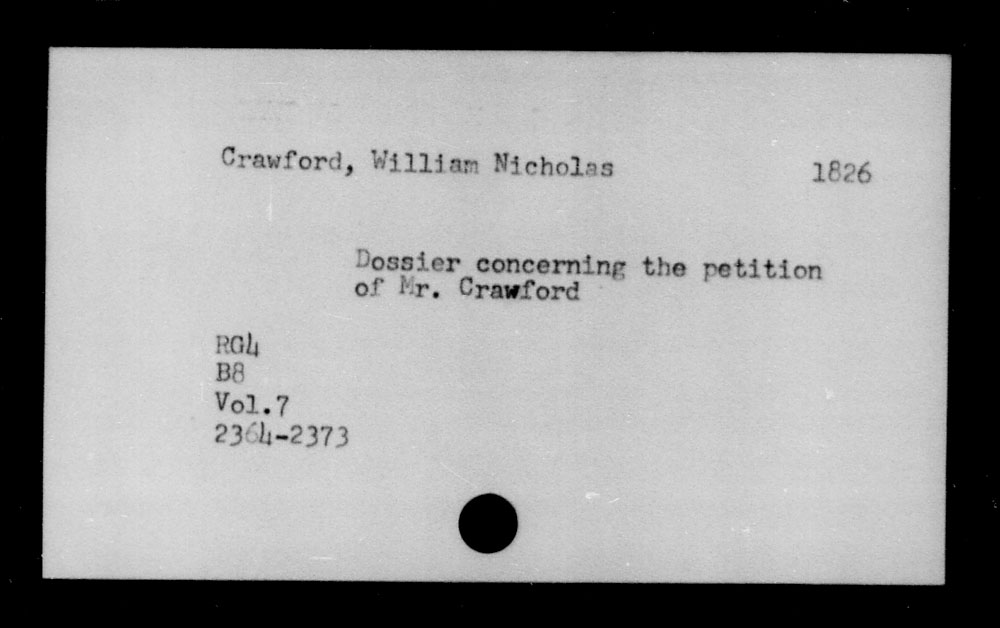 Crawford, William Nicholas 1826
Dossier concerning the petition
of Mr. Crawford
RG4
B8
Vol.7
2364-2373